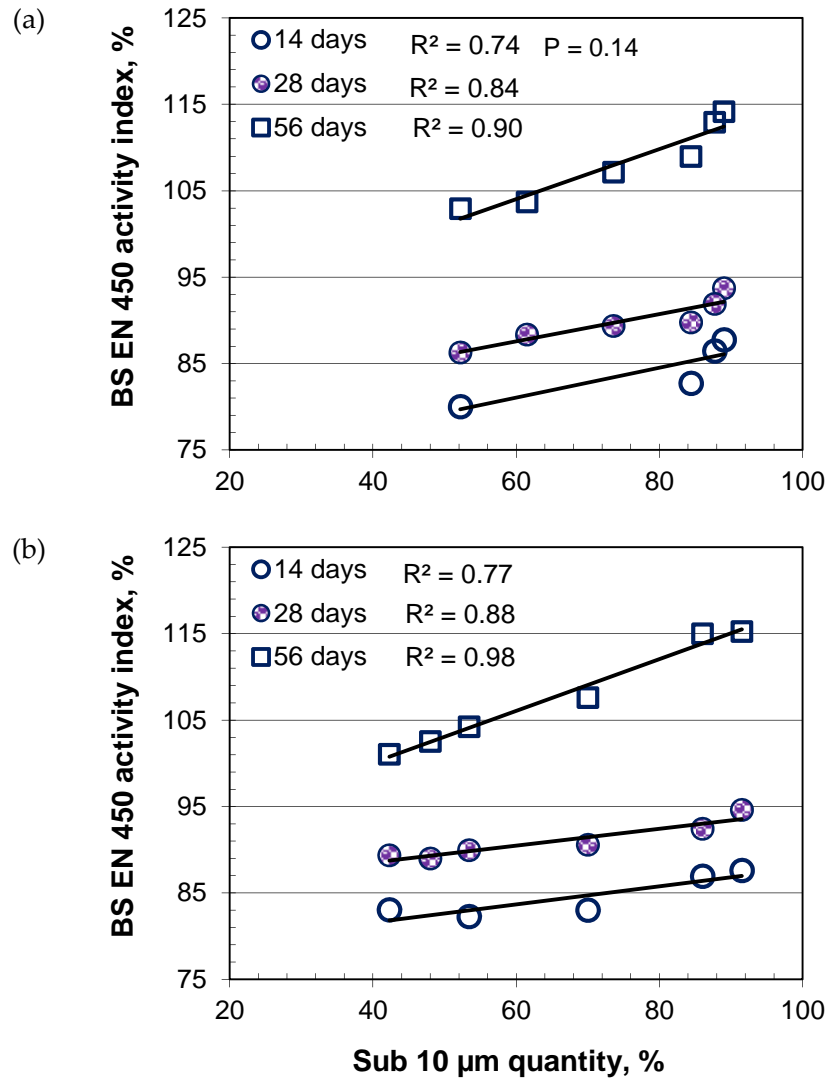 (a)
BS EN 450 activity index, %
125
115
105
95
85
75
14 days R² = 0.74 P = 0.14
28 days R² = 0.84
56 days R² = 0.90
20 40 60 80 100
(b)
BS EN 450 activity index, %
125
115
105
95
85
75
14 days R² = 0.77
28 days R² = 0.88
56 days R² = 0.98
20 40 60 80 100
Sub 10 µm quantity, %